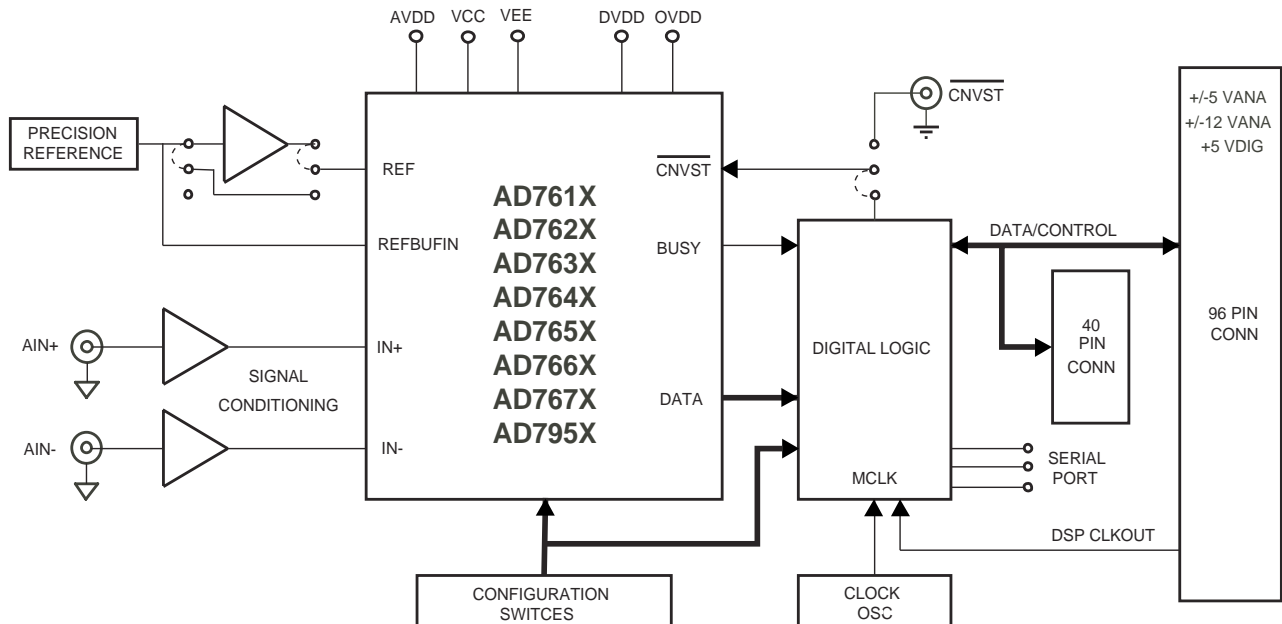 AVDD VCC VEE DVDD OVDD
CNVST
+/-5 VANA
+/-12 VANA
+5 VDIG
PRECISION
REFERENCE
REF
CNVST
AD761X
AD762X
AD763X
AD764X
AD765X
AD766X
AD767X
AD795X
REFBUFIN
BUSY
DATA/CONTROL
AIN+
IN+
SIGNAL
CONDITIONING
DIGITAL LOGIC
40
PIN
CONN
96 PIN
CONN
DATA
AIN-
IN-
MCLK
SERIAL
PORT
DSP CLKOUT
CONFIGURATION
SWITCES
CLOCK
OSC